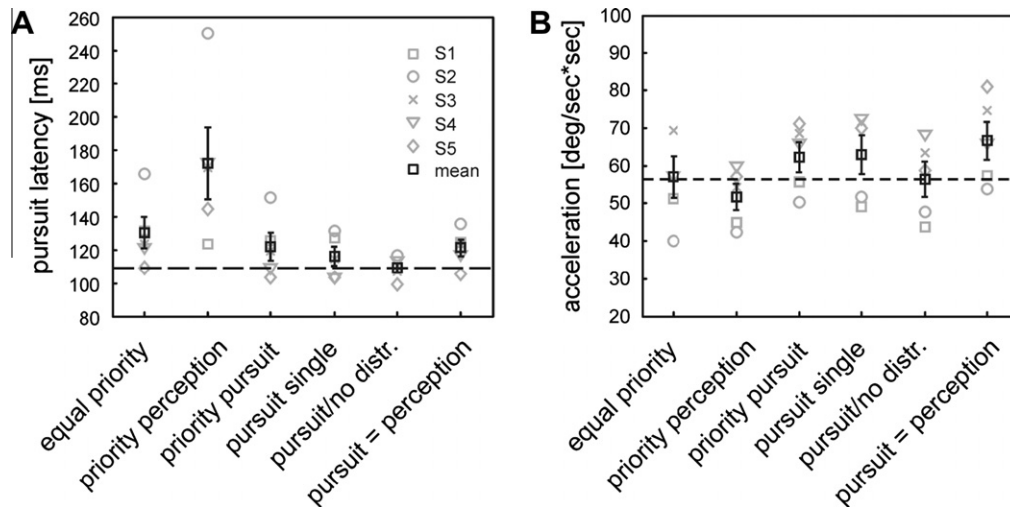 A
pursuit latency [ms]
260
240
220
200
180
160
140
120
100
80
S1
S2
S3
S4
S5
mean
equal priority
priority perception
priority pursuit
pursuit single
pursuit/no distr.
pursuit = perception
B
acceleration [deg/sec*sec]
100
90
80
70
60
50
40
30
20
equal priority
priority perception
priority pursuit
pursuit single
pursuit/no distr.
pursuit = perception